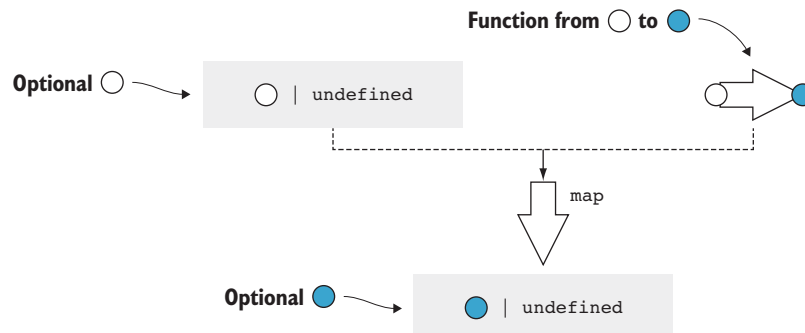 Function from to
Optional
| undefined
map
Optional
| undefined